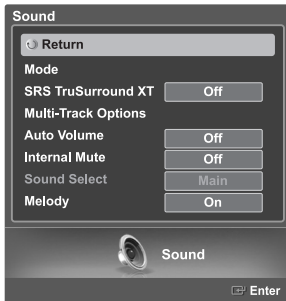 Sound
Return
Mode
SRS TruSurround XT Off
Multi-Track Options
Auto Volume Off
Internal Mute Off
Sound Select Main
Melody On
Sound
Enter